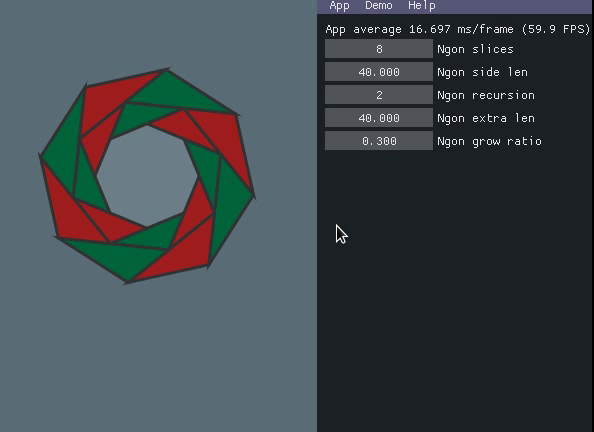 App Demo Help
App average 16.697 ms/frame (59.9 FPS)
8 Ngon slices
40.000 Ngon side len
2 Ngon recursion
40.000 Ngon extra len
0.300 Ngon grow ratio